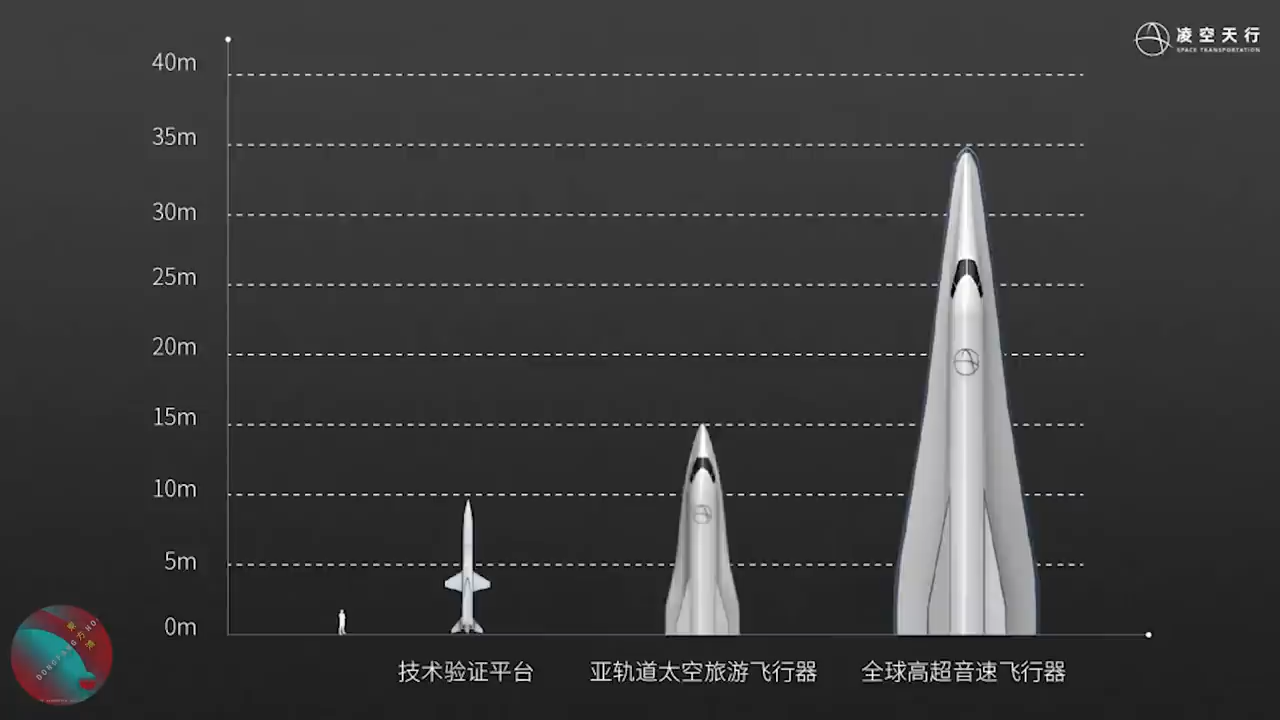 凌空天行
SPACE TRANSPORTATION
40m
35m
30m
25m
20m
15m
10m
5m
0m
技术验证平台
亚轨道太空旅游飞行器
全球高超音速飞行器